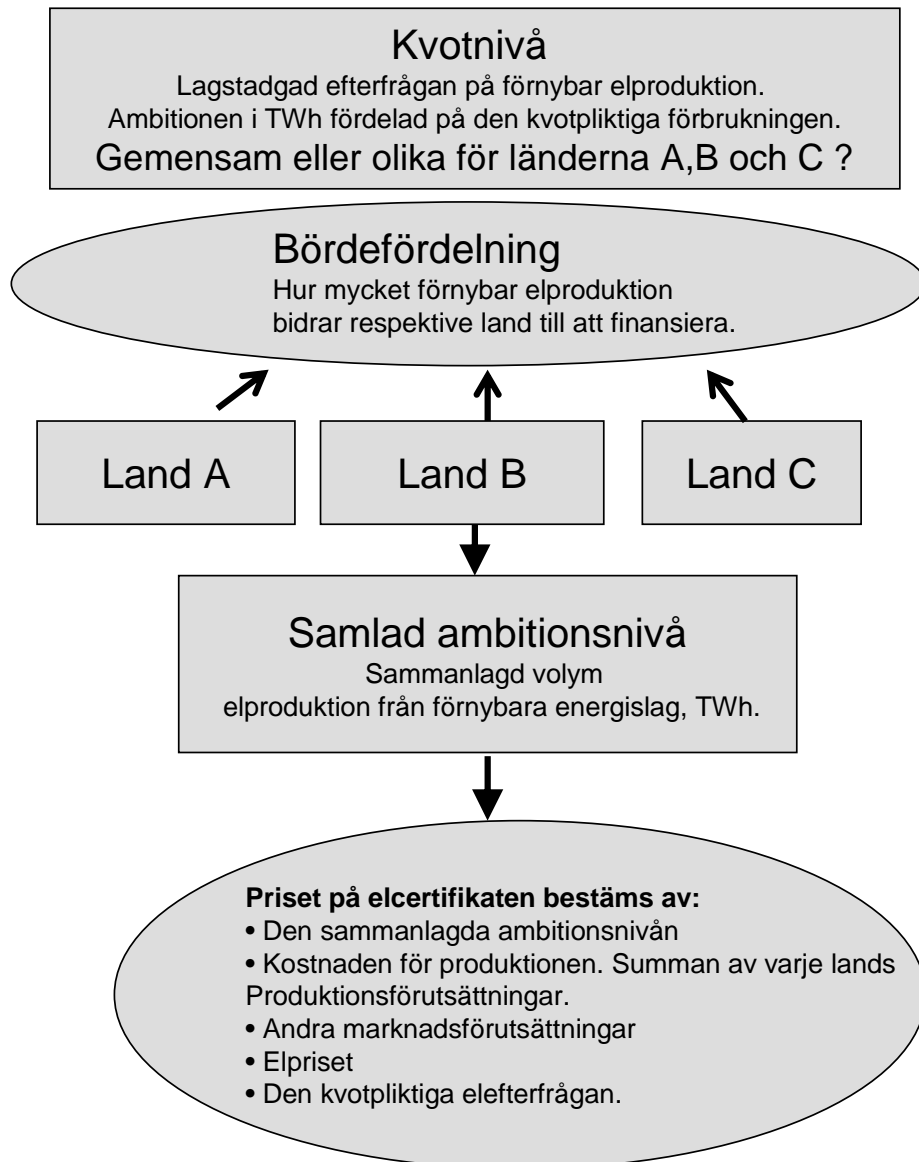 Kvotnivå
Lagstadgad efterfrågan på förnybar elproduktion.
Ambitionen i TWh fördelad på den kvotpliktiga förbrukningen.
Gemensam eller olika för länderna A,B och C ?
Bördefördelning
Hur mycket förnybar elproduktion
bidrar respektive land till att finansiera.
Land A
Land B
Land C
Samlad ambitionsnivå
Sammanlagd volym
elproduktion från förnybara energislag, TWh.
Priset på elcertifikaten bestäms av:
• Den sammanlagda ambitionsnivån
• Kostnaden för produktionen. Summan av varje lands
Produktionsförutsättningar.
• Andra marknadsförutsättningar
• Elpriset
• Den kvotpliktiga elefterfrågan.